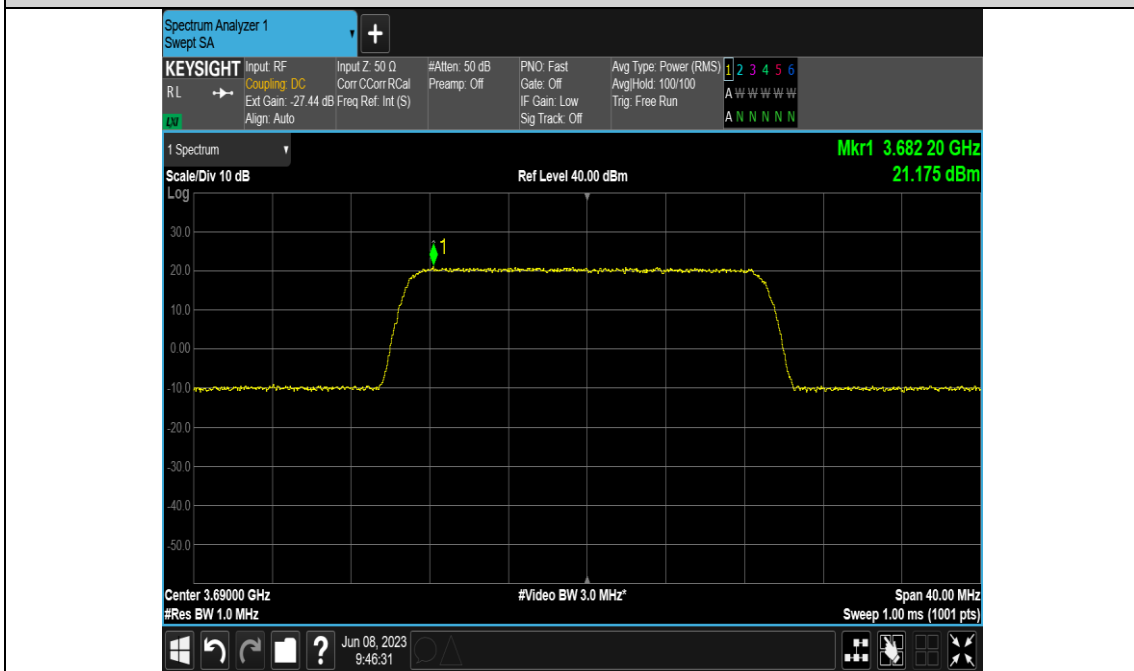 Spectrum Analyzer 1
Swept SA
+
KEYSIGHT
RL
LXI
Input: RF
Coupling: DC
Ext Gain: -27.44 dB
Align: Auto
Input Z: 50 Ω
Corr CCorr RCal
Freq Ref: Int (S)
#Atten: 50 dB
Preamp: Off
PNO: Fast
Gate: Off
IF Gain: Low
Sig Track: Off
Avg Type: Power (RMS)
Avg|Hold: 100/100
Trig: Free Run
1 2 3 4 5 6
A W W W W W
A N N N N N
1 Spectrum
Mkr1 3.682 20 GHz
Scale/Div 10 dB
Ref Level 40.00 dBm
21.175 dBm
Log
30.0
1
20.0
10.0
0.00
-10.0
-20.0
-30.0
-40.0
-50.0
Center 3.69000 GHz
#Video BW 3.0 MHz*
Span 40.00 MHz
#Res BW 1.0 MHz
Sweep 1.00 ms (1001 pts)
?
Jun 08, 2023
9:46:31